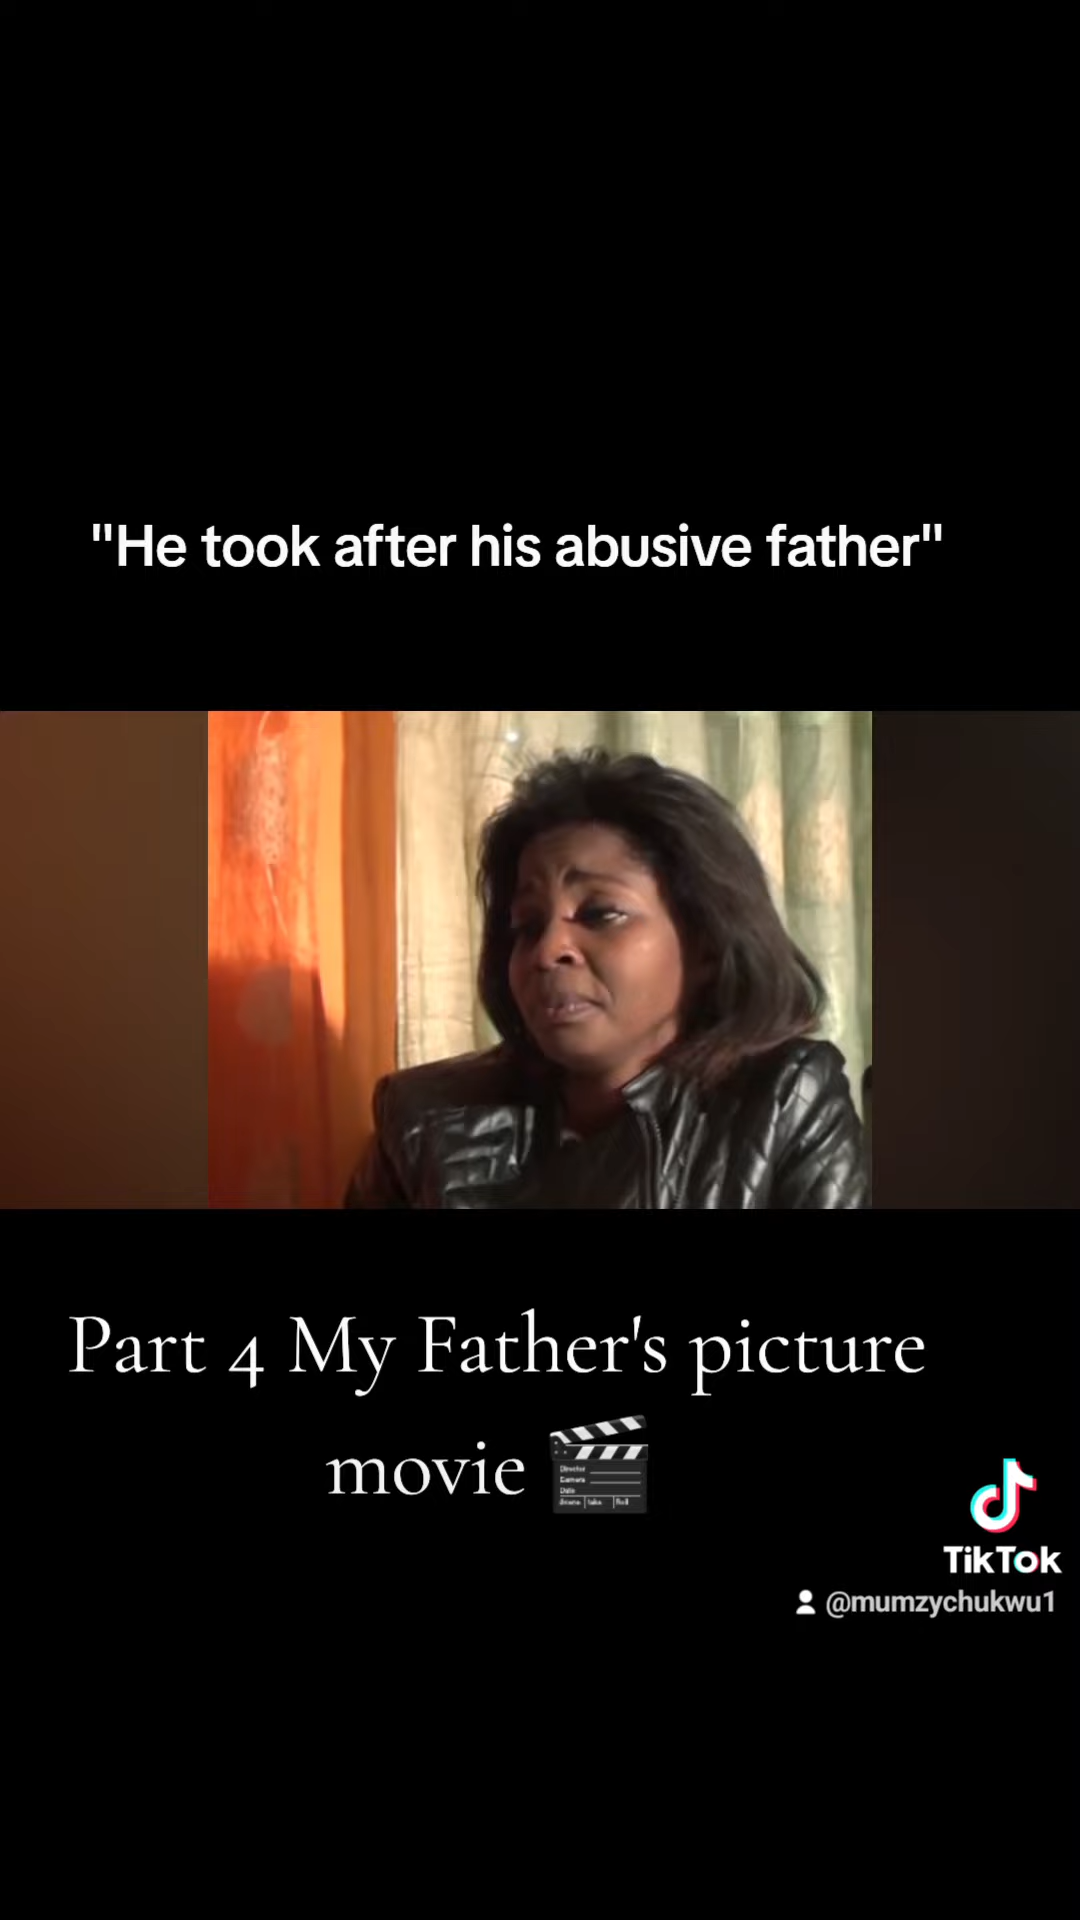 "He took after his abusive father"
Part 4 My Father's picture
movie 🎬
TikTok
@mumzychukwu1